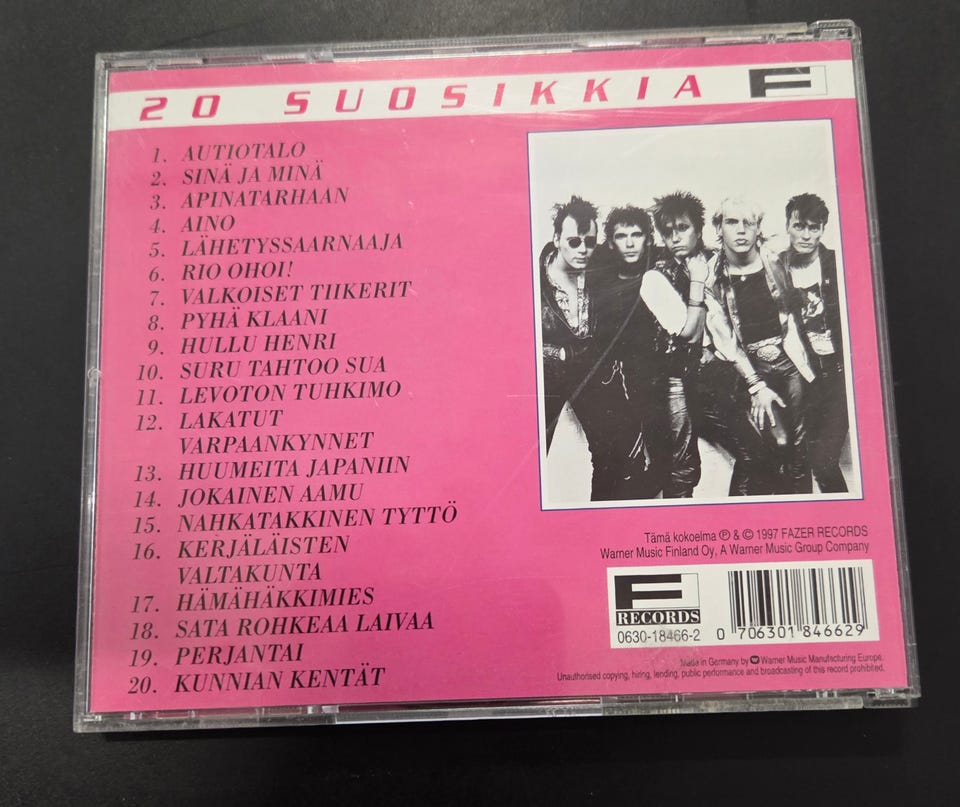 20 SUOSIKKIA F
1. AUTIOTALO
2. SINÄ JA MINÄ
3. APINATARHAAN
4. AINO
5. LÄHETYSSAARNAAJA
6. RIO OHOI!
7. VALKOISET TIIKERIT
8. PYHÄ KLAANI
9. HULLU HENRI
10. SURU TAHTOO SUA
11. LEVOTON TUHKIMO
12. LAKATUT
VARPAANKYNNET
13. HUUMEITA JAPANIIN
14. JOKAINEN AAMU
15. NAHKATAKKINEN TYTTÖ
16. KERJÄLÄISTEN
VALTAKUNTA
17. HÄMÄHÄKKIMIES
18. SATA ROHKEAA LAIVAA
19. PERJANTAI
20. KUNNIAN KENTÄT
Tämä kokoelma ℗ & © 1997 FAZER RECORDS
Warner Music Finland Oy, A Warner Music Group Company
F
RECORDS
0630-18466-2
0 706301 846629
Made in Germany by Warner Music Manufacturing Europe.
Unauthorised copying, hiring, lending, public performance and broadcasting of this record prohibited.